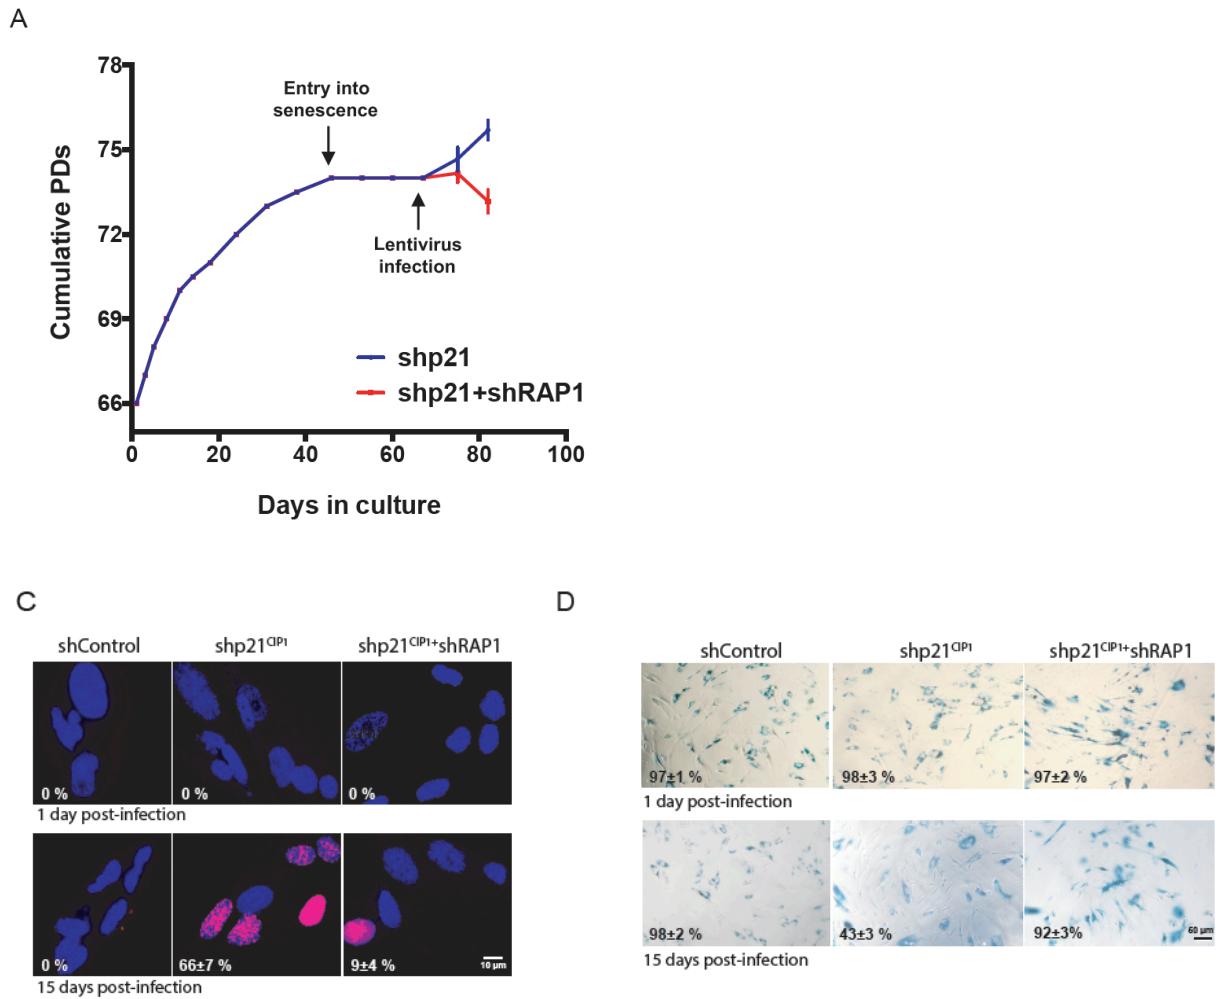 A
78
75
72
69
66
Cumulative PDs
Entry into
senescence
Lentivirus
infection
shp21
shp21+shRAP1
0 20 40 60 80 100
Days in culture
C
shControl shp21CIP1 shp21CIP1+shRAP1
0 % 0 % 0 %
1 day post-infection
0 % 66±7 % 9±4 % 10 µm
15 days post-infection
D
shControl shp21CIP1 shp21CIP1+shRAP1
97±1 % 98±3 % 97±2 %
1 day post-infection
98±2 % 43±3 % 92±3% 60 µm
15 days post-infection